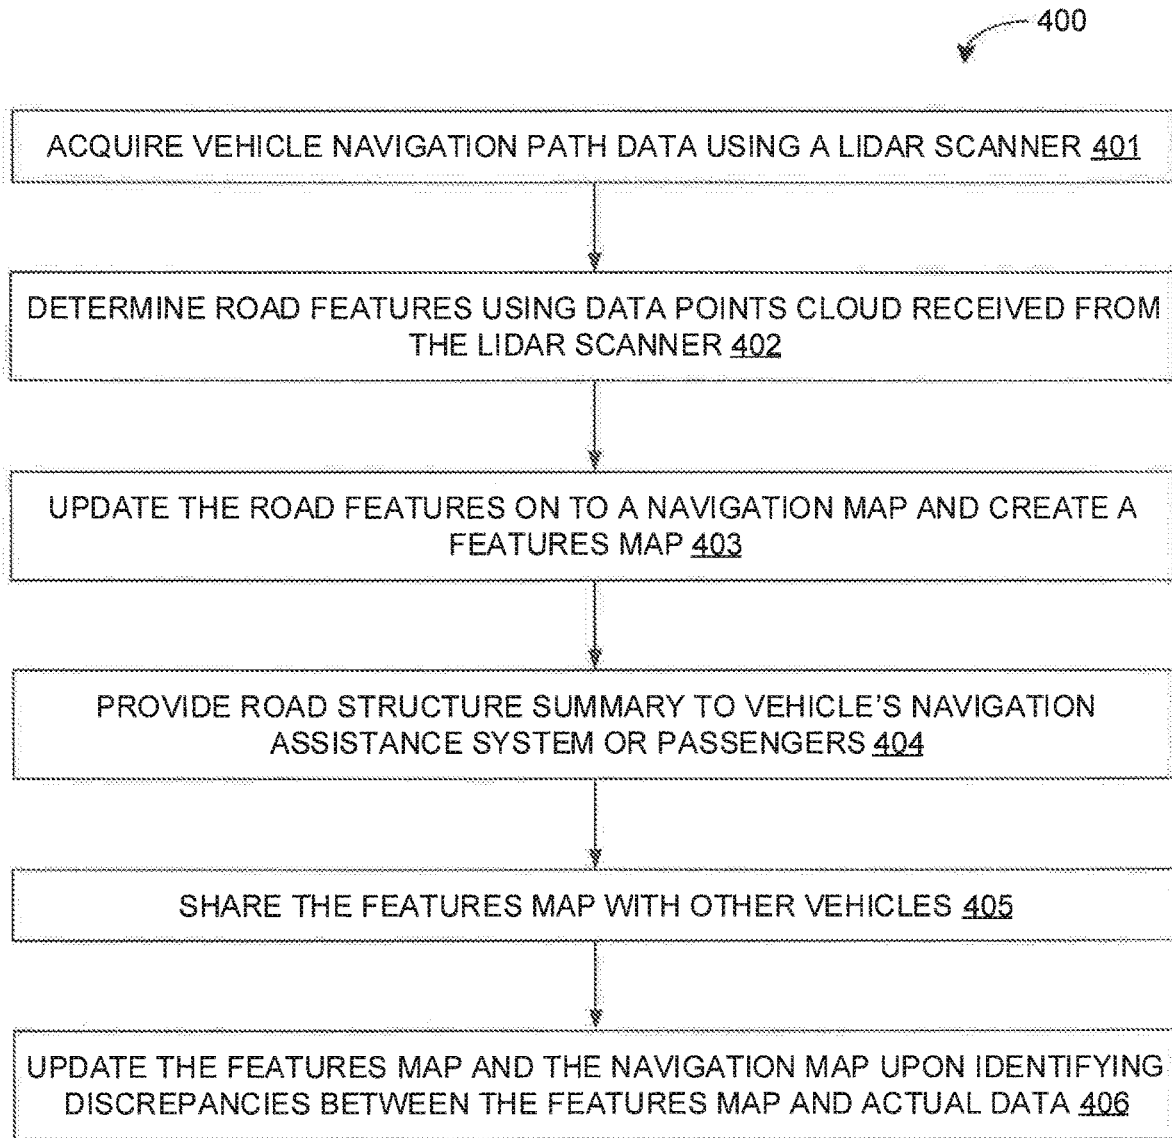 400
ACQUIRE VEHICLE NAVIGATION PATH DATA USING A LIDAR SCANNER 401
DETERMINE ROAD FEATURES USING DATA POINTS CLOUD RECEIVED FROM
THE LIDAR SCANNER 402
UPDATE THE ROAD FEATURES ON TO A NAVIGATION MAP AND CREATE A
FEATURES MAP 403
PROVIDE ROAD STRUCTURE SUMMARY TO VEHICLE'S NAVIGATION
ASSISTANCE SYSTEM OR PASSENGERS 404
SHARE THE FEATURES MAP WITH OTHER VEHICLES 405
UPDATE THE FEATURES MAP AND THE NAVIGATION MAP UPON IDENTIFYING
DISCREPANCIES BETWEEN THE FEATURES MAP AND ACTUAL DATA 406